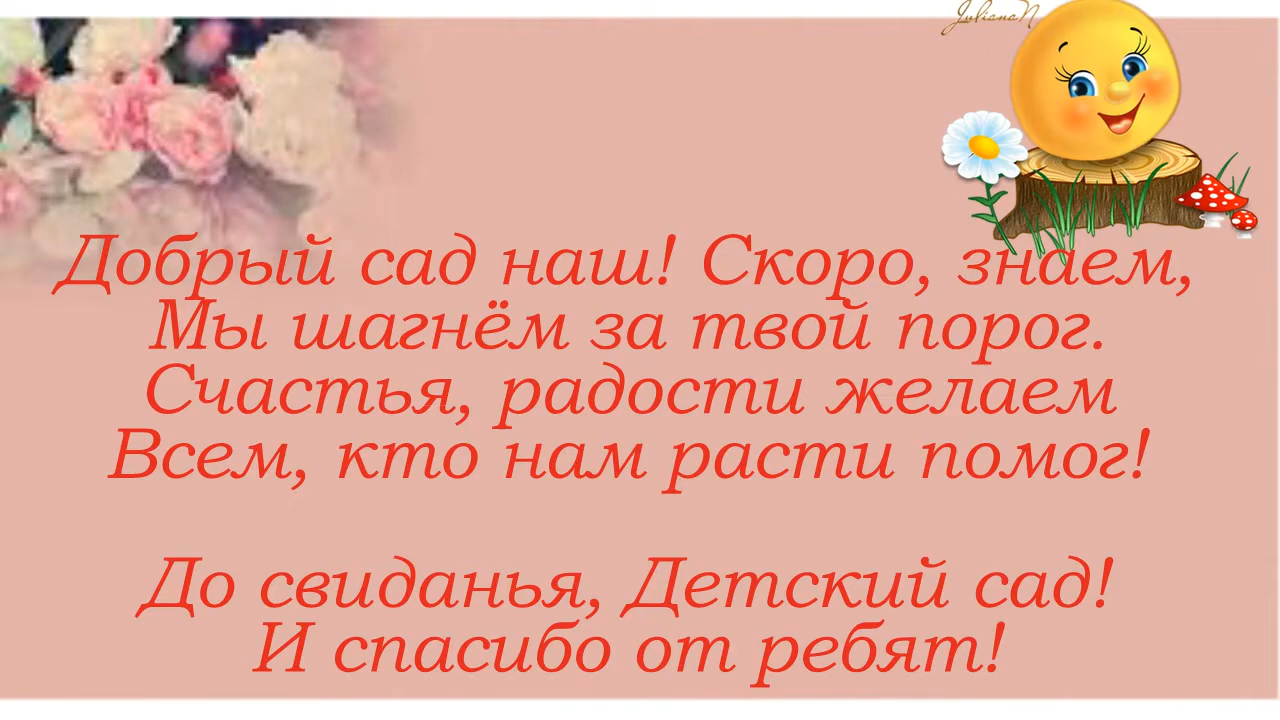 JulianaN
Добрый сад наш! Скоро, знаем,
Мы шагнём за твой порог.
Счастья, радости желаем
Всем, кто нам расти помог!
До свиданья, Детский сад!
И спасибо от ребят!